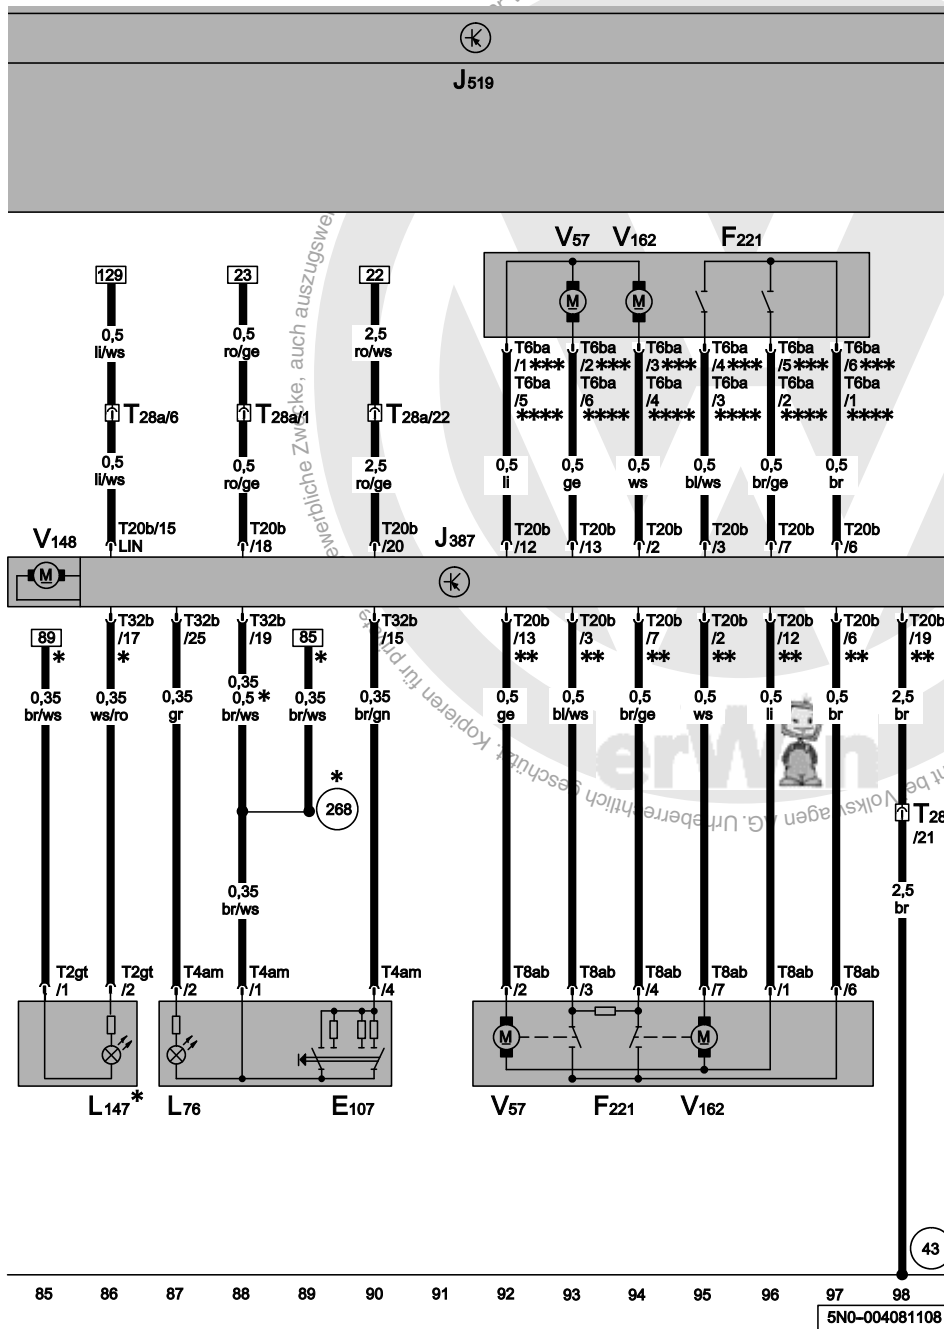 J519
V57 V162 F221
129 23 22
0,5 0,5 2,5
li/ws ro/ge ro/ws
T6ba T6ba T6ba T6ba T6ba T6ba
/1*** /2*** /3*** /4*** /5*** /6***
T6ba T6ba T6ba T6ba T6ba T6ba
/5 /6 /4 /3 /2 /1
**** **** **** **** **** ****
T28a/6 T28a/1 T28a/22
0,5 0,5 2,5 0,5 0,5 0,5 0,5 0,5 0,5
li/ws ro/ge ro/ge li ge ws bl/ws br/ge br
V148 T20b/15 T20b T20b J387 T20b T20b T20b T20b T20b T20b
LIN /18 /20 /12 /13 /2 /3 /7 /6
M
T32b T32b T32b T32b T20b T20b T20b T20b T20b T20b T20b
89 /17 /25 /19 85 /15 /13 /3 /7 /2 /12 /6 /19
* * * ** ** ** ** ** ** **
0,35
0,35 0,35 0,35 0,5* 0,35 0,35 0,5 0,5 0,5 0,5 0,5 0,5 2,5
br/ws ws/ro gr br/ws br/ws br/gn ge bl/ws br/ge ws li br br
erWin
*
268
T28
/21
0,35 2,5
br/ws br
T2gt T2gt T4am T4am T4am T8ab T8ab T8ab T8ab T8ab T8ab
/1 /2 /2 /1 /4 /2 /3 /4 /7 /1 /6
M M
L147* L76 E107 V57 F221 V162
43
85 86 87 88 89 90 91 92 93 94 95 96 97 98
5N0-004081108